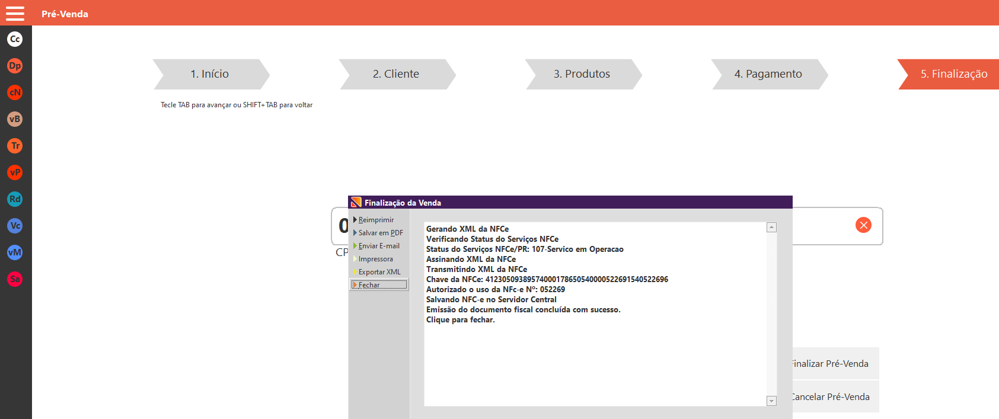 Pré-Venda
Cc
Dp
cN
vB
Tr
vP
Rd
Vc
vM
Sa
1. Início
2. Cliente
3. Produtos
4. Pagamento
5. Finalização
Tecle TAB para avançar ou SHIFT+TAB para voltar
Finalização da Venda
0
CP
Reimprimir
Salvar em PDF
Enviar E-mail
Impressora
Exportar XML
Fechar
Gerando XML da NFCe
Verificando Status do Serviços NFCe
Status do Serviços NFCe/PR: 107-Servico em Operacao
Assinando XML da NFCe
Transmitindo XML da NFCe
Chave da NFCe: 41230509389574000178650540000522691540522696
Autorizado o uso da NFc-e Nº: 052269
Salvando NFC-e no Servidor Central
Emissão do documento fiscal concluída com sucesso.
Clique para fechar.
Finalizar Pré-Venda
Cancelar Pré-Venda